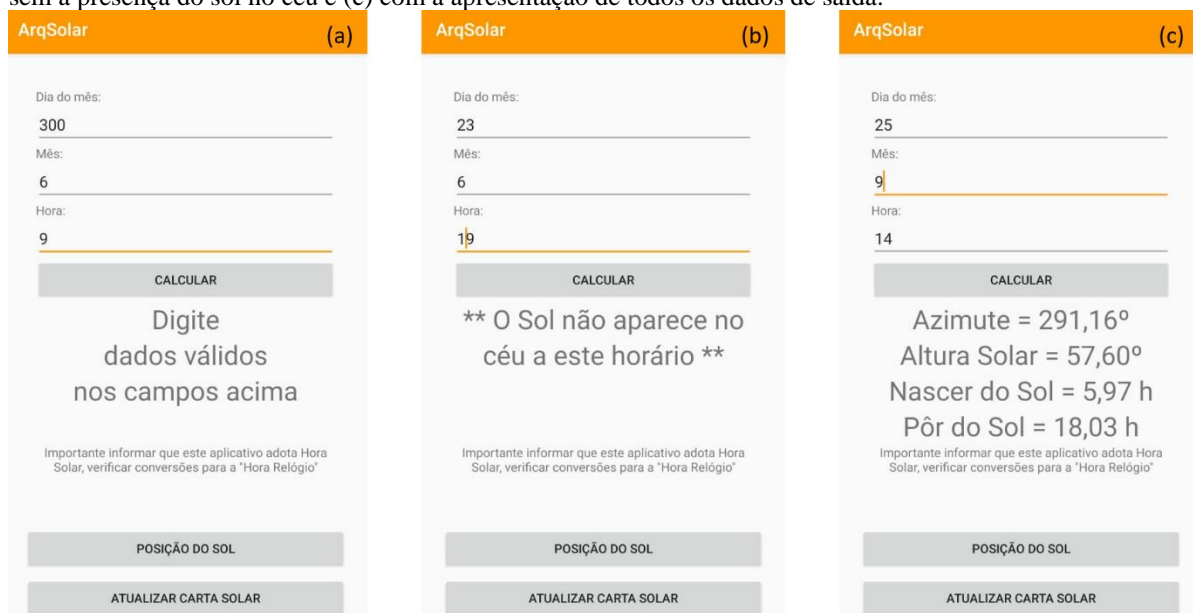 sem a presença do sol no céu e (c) com a apresentação de todos os dados de saída.
ArqSolar
(a)
Dia do mês:
300
Mês:
6
Hora:
9
CALCULAR
Digite
dados válidos
nos campos acima
Importante informar que este aplicativo adota Hora
Solar, verificar conversões para a "Hora Relógio"
POSIÇÃO DO SOL
ATUALIZAR CARTA SOLAR
ArqSolar
(b)
Dia do mês:
23
Mês:
6
Hora:
19
CALCULAR
** O Sol não aparece no
céu a este horário **
Importante informar que este aplicativo adota Hora
Solar, verificar conversões para a "Hora Relógio"
POSIÇÃO DO SOL
ATUALIZAR CARTA SOLAR
ArqSolar
(c)
Dia do mês:
25
Mês:
9
Hora:
14
CALCULAR
Azimute = 291,16º
Altura Solar = 57,60º
Nascer do Sol = 5,97 h
Pôr do Sol = 18,03 h
Importante informar que este aplicativo adota Hora
Solar, verificar conversões para a "Hora Relógio"
POSIÇÃO DO SOL
ATUALIZAR CARTA SOLAR